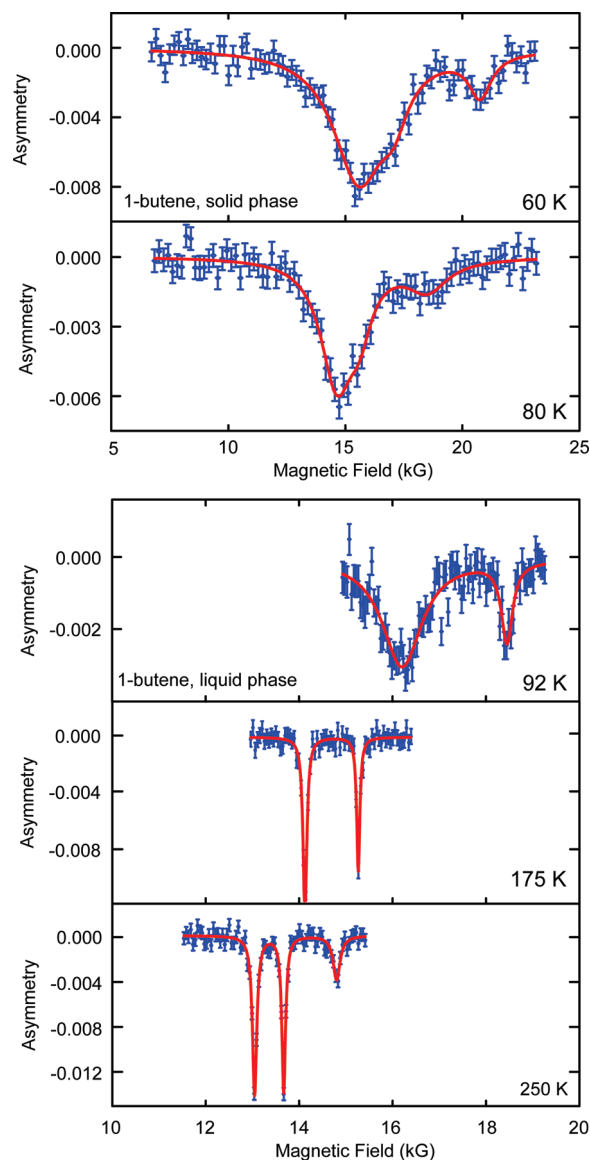 0.000
-0.004
-0.008
Asymmetry
1-butene, solid phase
60 K
0.000
-0.003
-0.006
Asymmetry
80 K
5 10 15 20 25
Magnetic Field (kG)
0.000
-0.002
Asymmetry
1-butene, liquid phase
92 K
0.000
-0.004
-0.008
Asymmetry
175 K
0.000
-0.004
-0.008
-0.012
Asymmetry
250 K
10 12 14 16 18 20
Magnetic Field (kG)